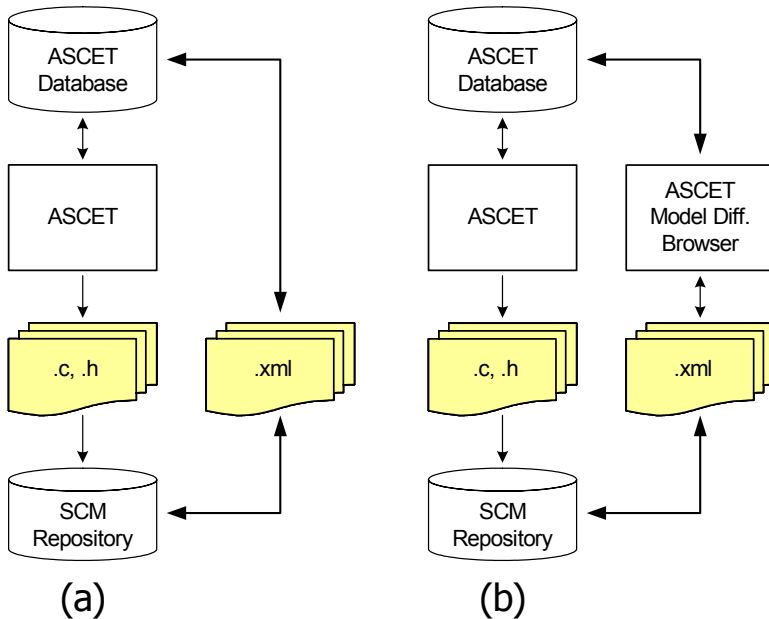 ASCET
Database
ASCET
.c, .h
.xml
SCM
Repository
(a)
ASCET
Database
ASCET
ASCET
Model Diff.
Browser
.c, .h
.xml
SCM
Repository
(b)